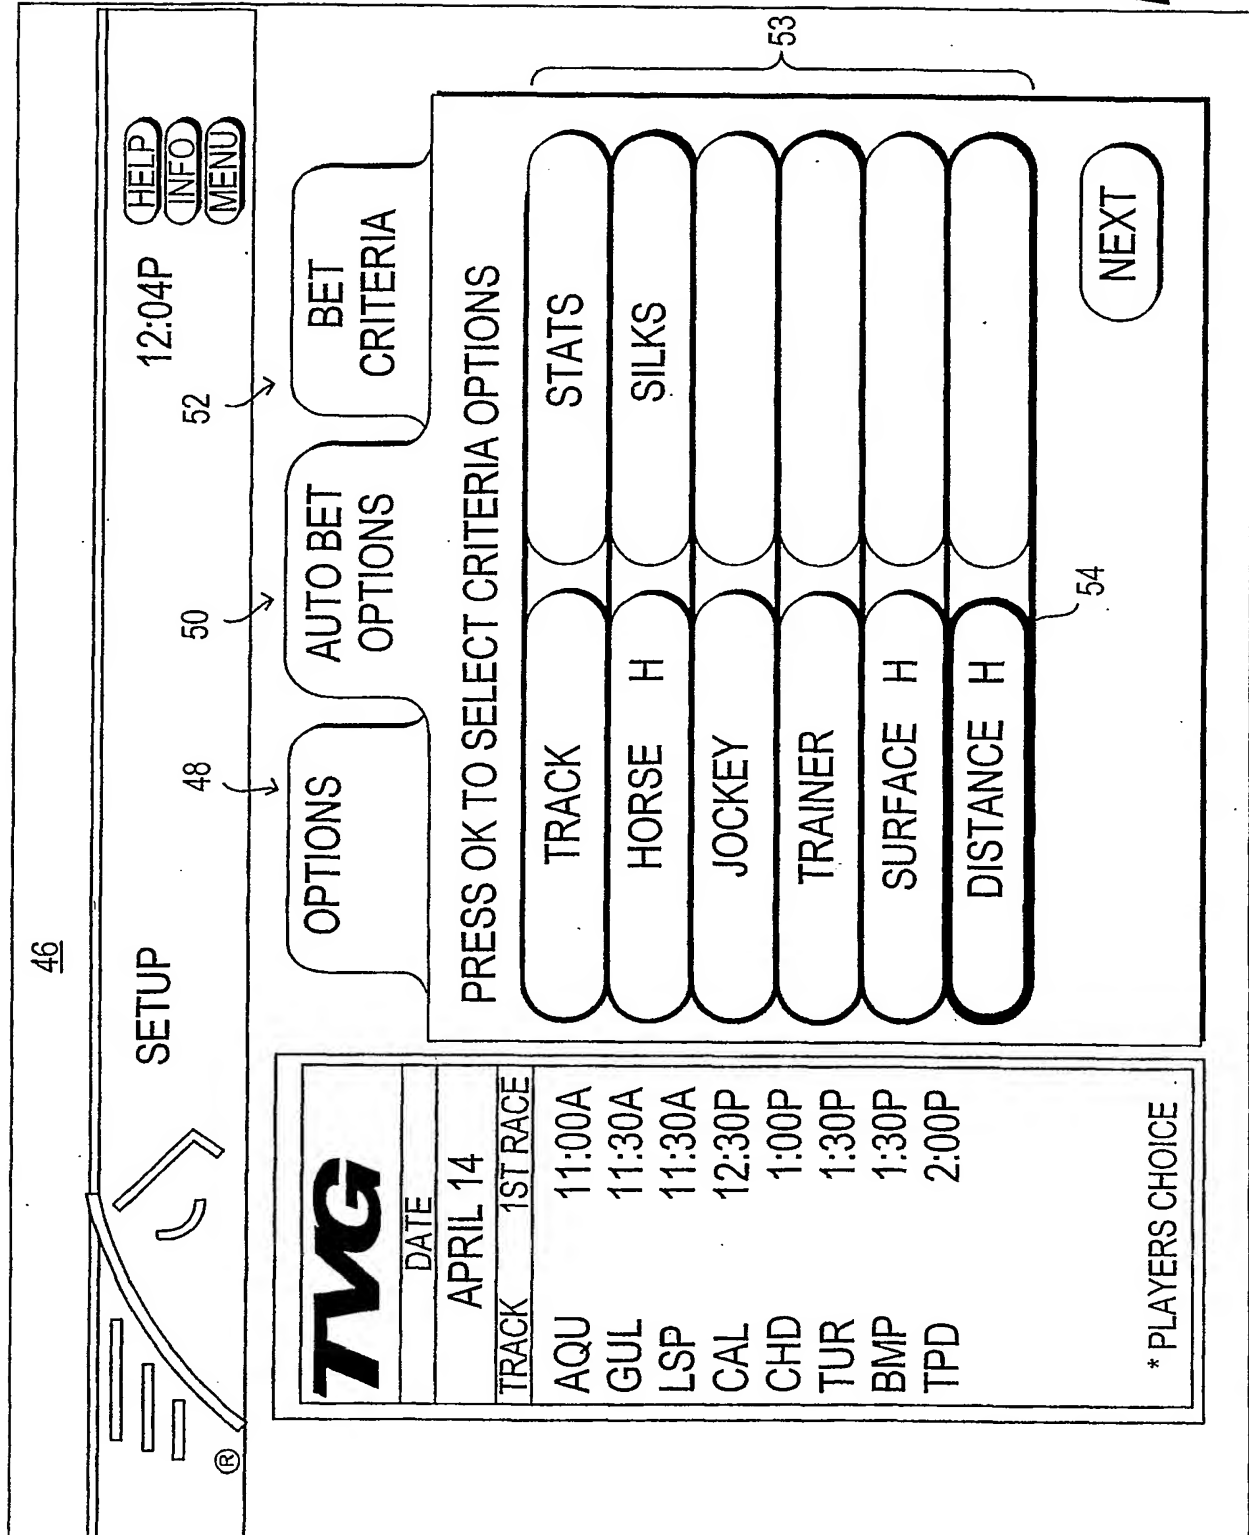 46
SETUP
12:04P
HELP
INFO
MENU
®
48
50
52
OPTIONS
AUTO BET
OPTIONS
BET
CRITERIA
TVG
DATE
APRIL 14
TRACK 1ST RACE
AQU 11:00A
GUL 11:30A
LSP 11:30A
CAL 12:30P
CHD 1:00P
TUR 1:30P
BMP 1:30P
TPD 2:00P
* PLAYERS CHOICE
PRESS OK TO SELECT CRITERIA OPTIONS
TRACK STATS
HORSE H SILKS
JOCKEY
TRAINER
SURFACE H
DISTANCE H
53
54
NEXT